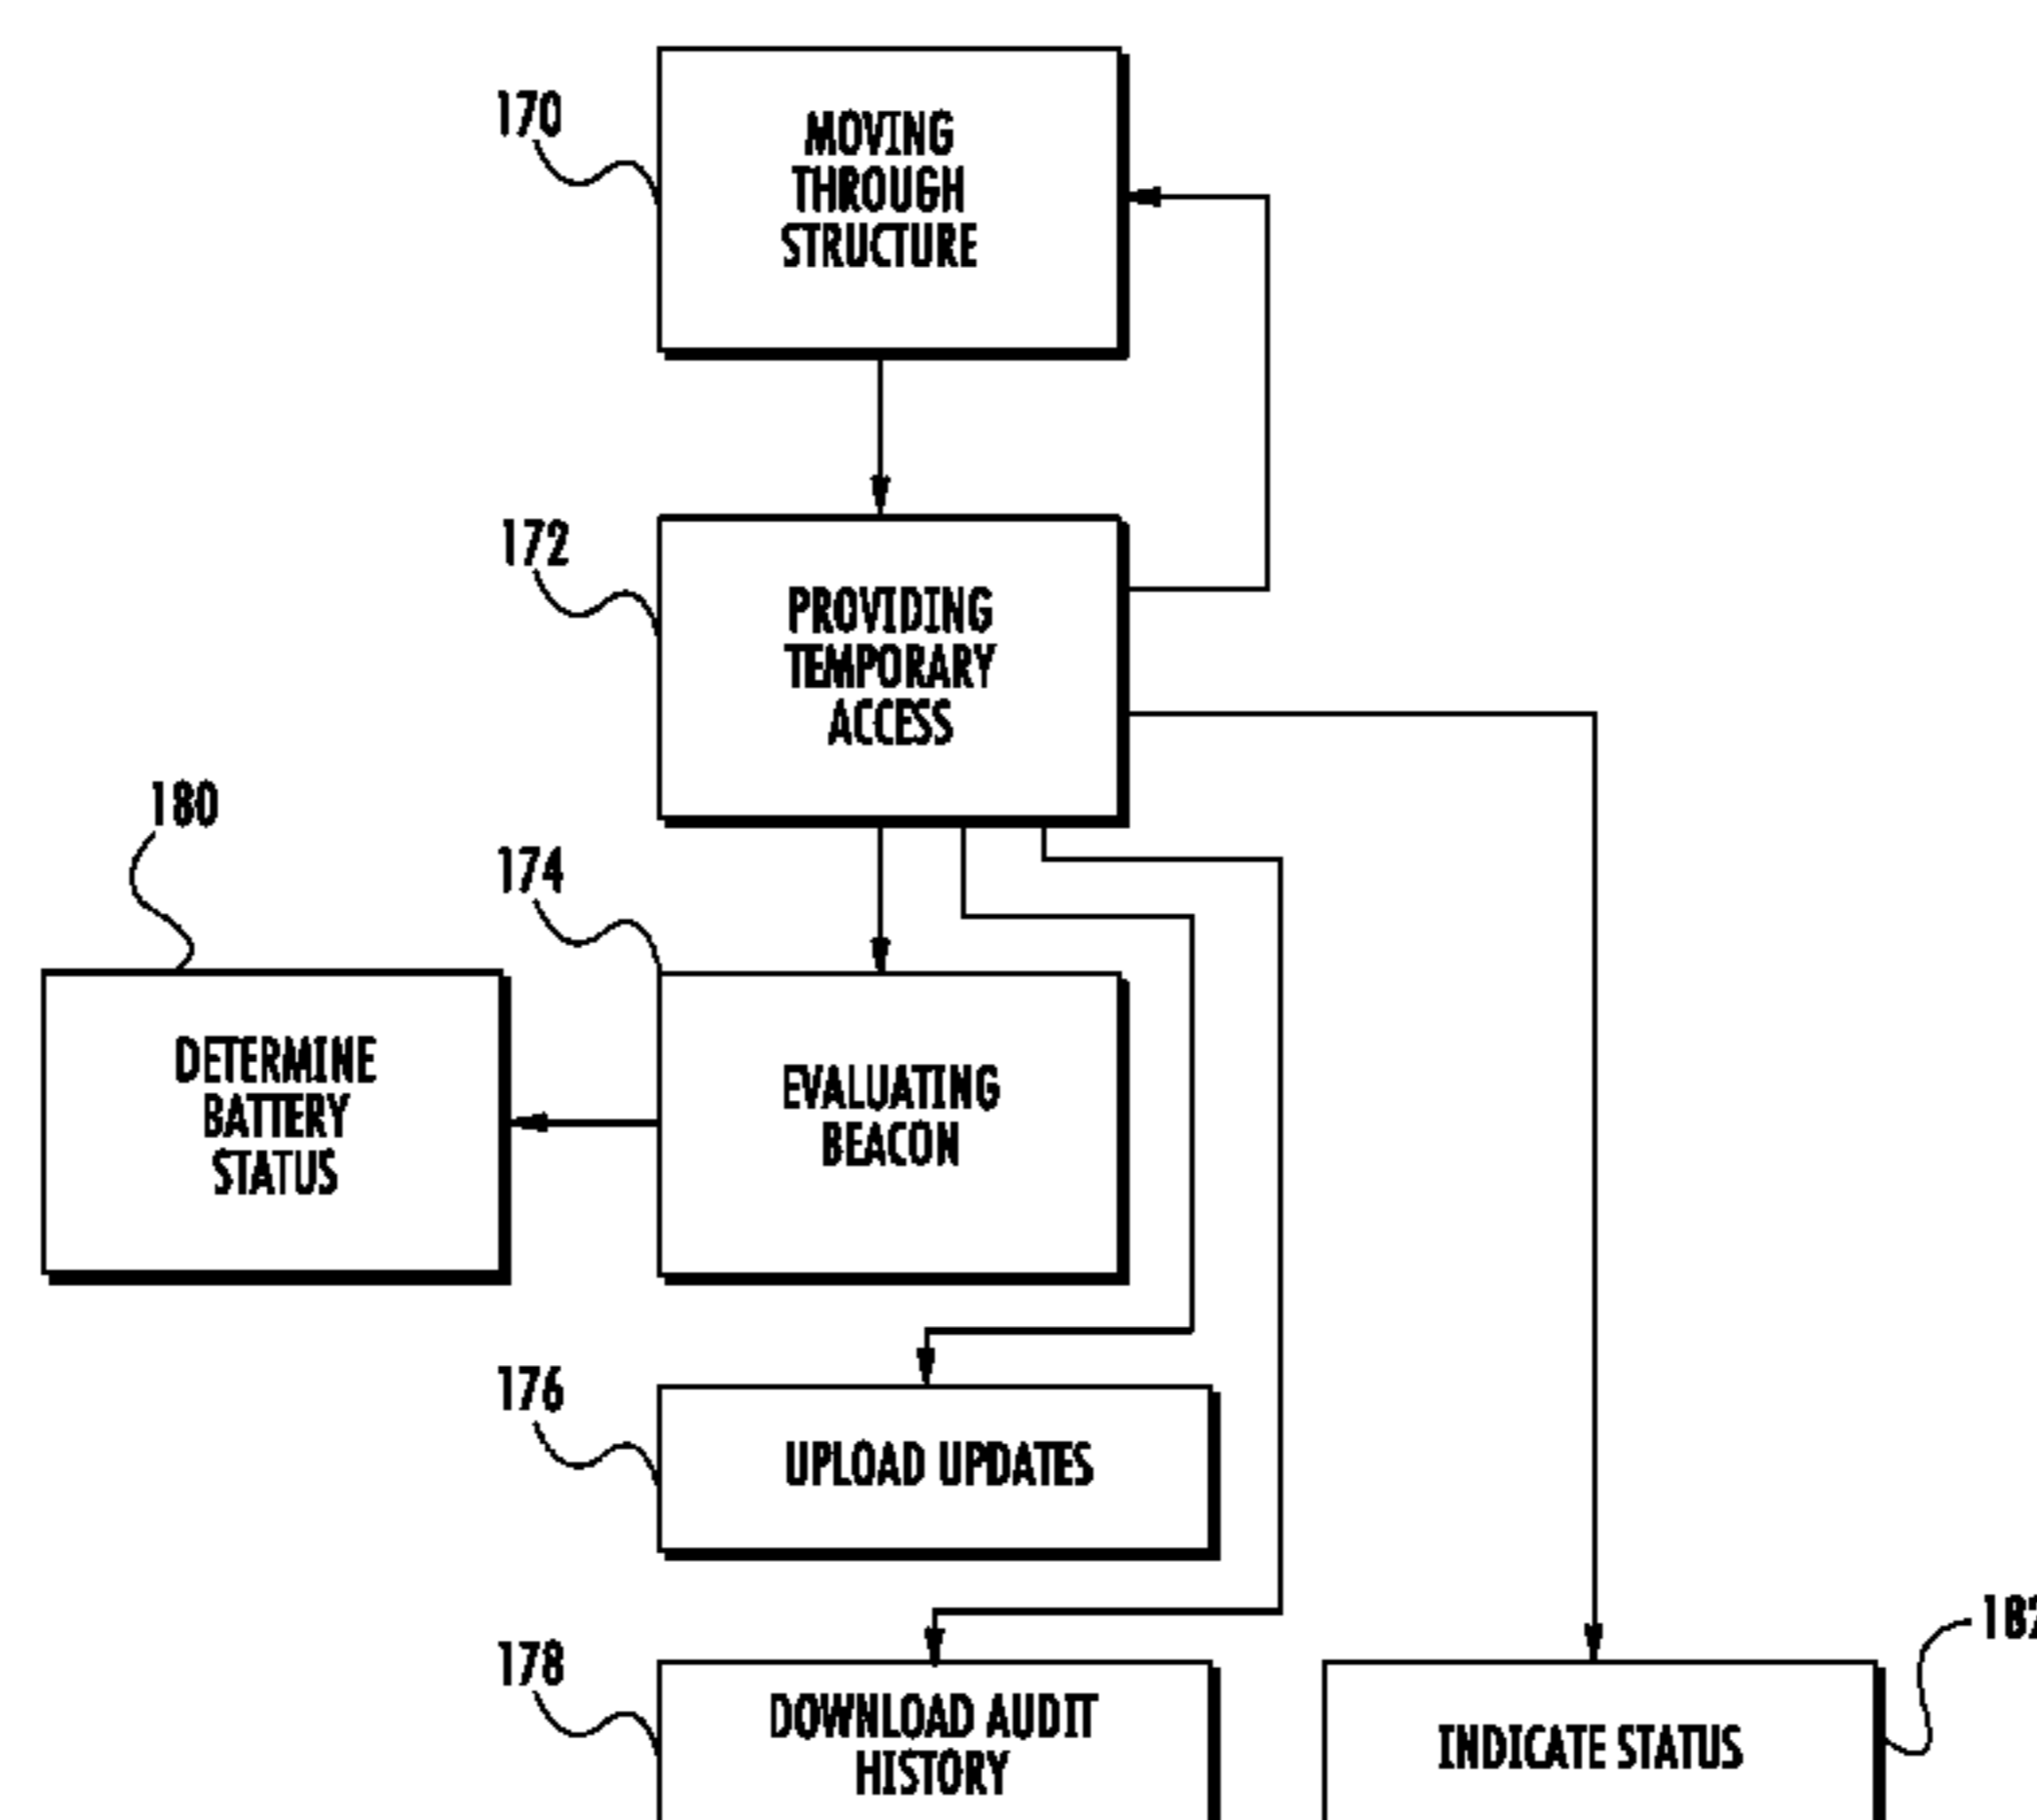 170
MOVING
THROUGH
STRUCTURE
172
PROVIDING
TEMPORARY
ACCESS
180
DETERMINE
BATTERY
STATUS
174
EVALUATING
BEACON
176
UPLOAD UPDATES
178
DOWNLOAD AUDIT
HISTORY
INDICATE STATUS
182